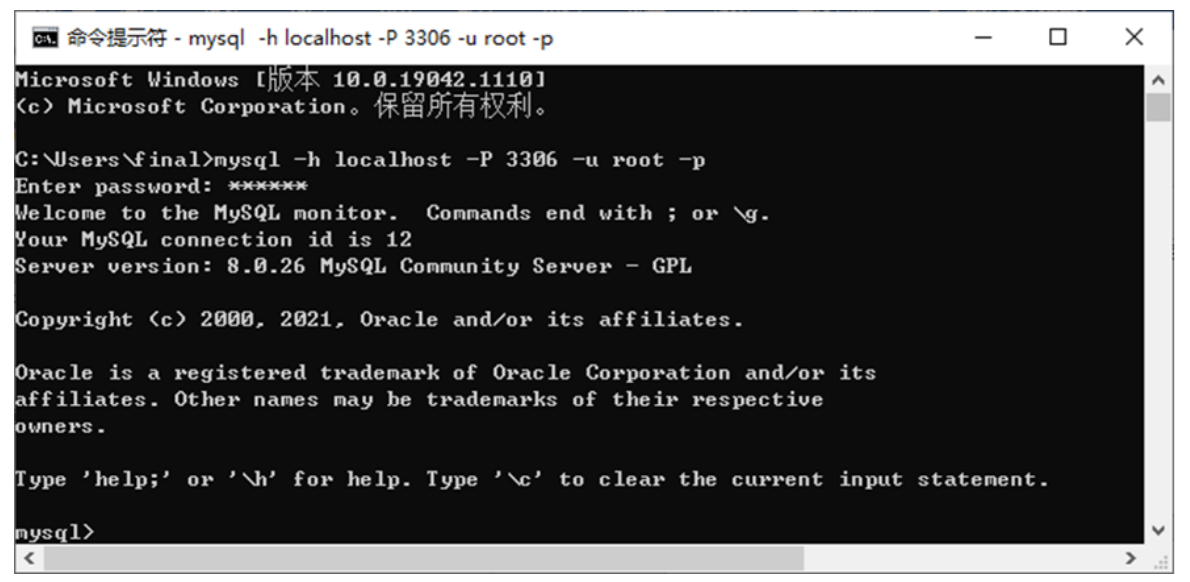 命令提示符 - mysql -h localhost -P 3306 -u root -p
Microsoft Windows [版本 10.0.19042.1110]
(c) Microsoft Corporation。保留所有权利。
C:\Users\final>mysql -h localhost -P 3306 -u root -p
Enter password: ******
Welcome to the MySQL monitor.  Commands end with ; or \g.
Your MySQL connection id is 12
Server version: 8.0.26 MySQL Community Server - GPL
Copyright (c) 2000, 2021, Oracle and/or its affiliates.
Oracle is a registered trademark of Oracle Corporation and/or its
affiliates. Other names may be trademarks of their respective
owners.
Type 'help;' or '\h' for help. Type '\c' to clear the current input statement.
mysql>